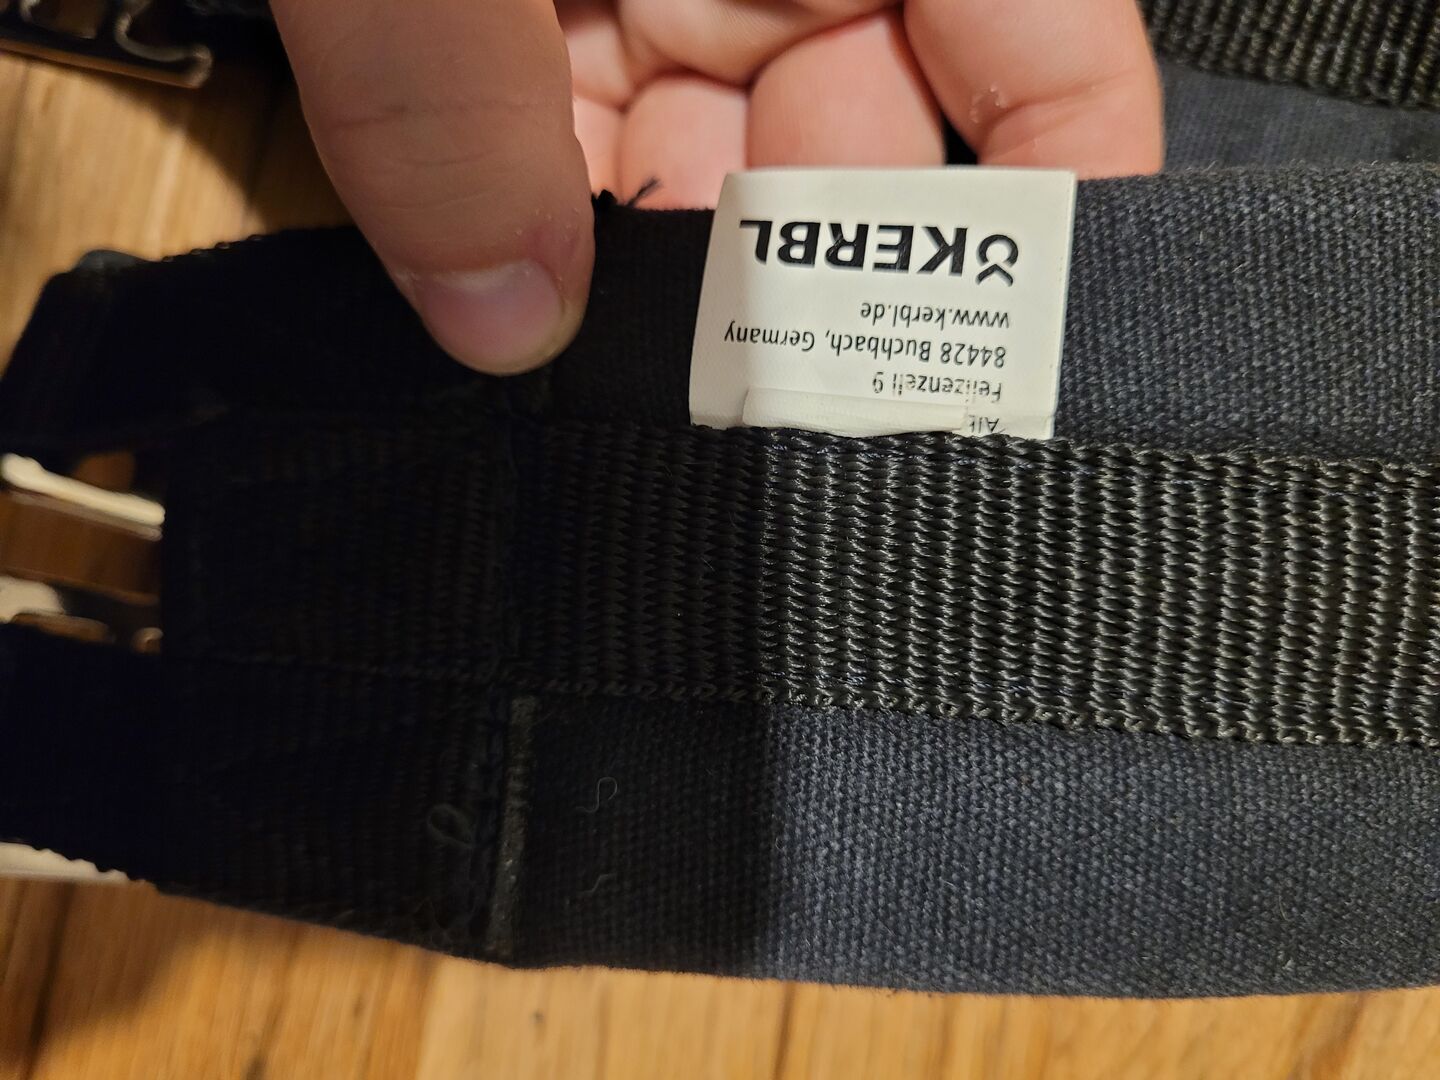 KERBL
www.kerbl.de
84428 Buchbach, Germany
Felizenzell 9